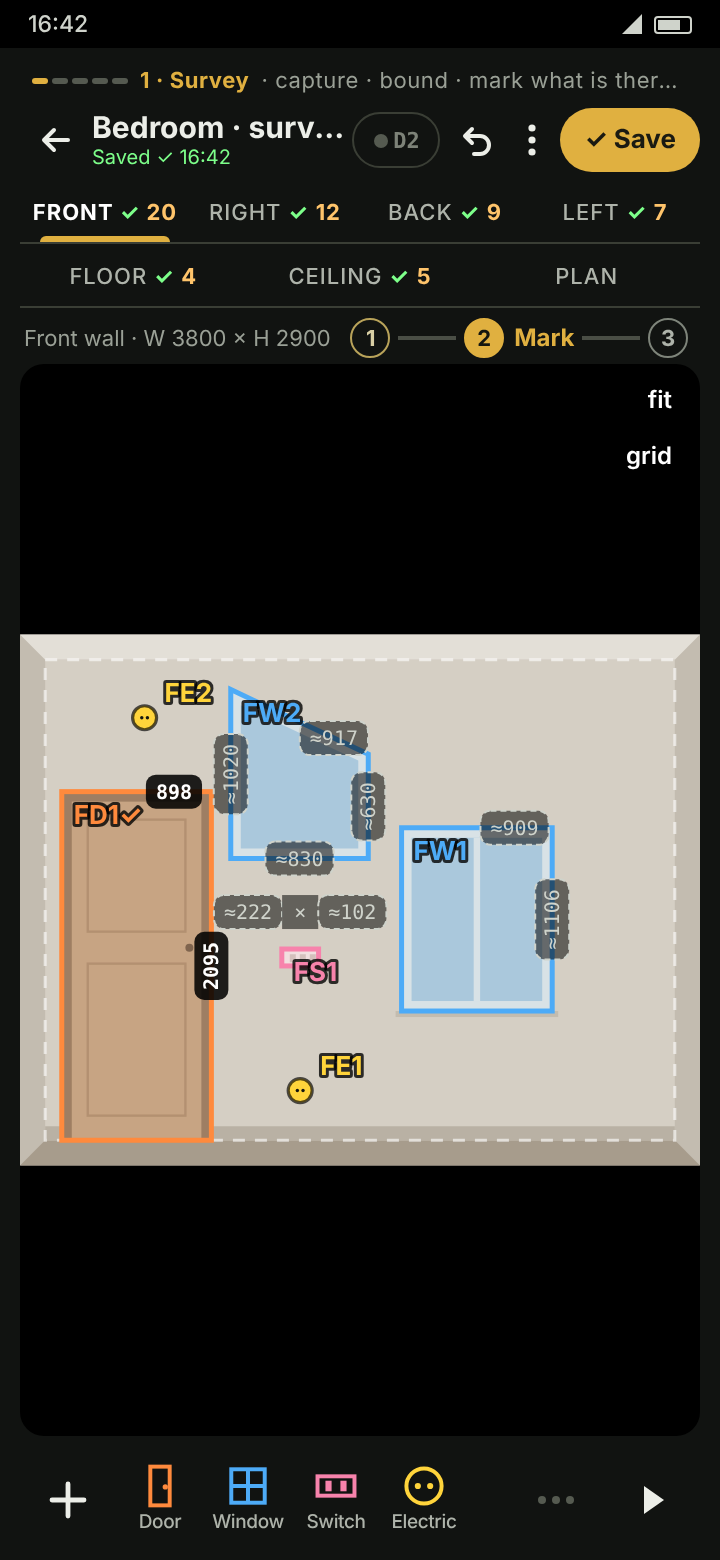 16:42
1 · Survey · capture · bound · mark what is ther…
Bedroom · surv…
Saved ✓ 16:42
D2
✓ Save
FRONT ✓ 20
RIGHT ✓ 12
BACK ✓ 9
LEFT ✓ 7
FLOOR ✓ 4
CEILING ✓ 5
PLAN
Front wall · W 3800 × H 2900
1
2 Mark
3
fit
grid
FE2
FW2
≈917
≈1020
898
≈630
FD1✓
≈909
≈830
FW1
≈222 × ≈102
≈1106
2095
FS1
FE1
Door
Window
Switch
Electric